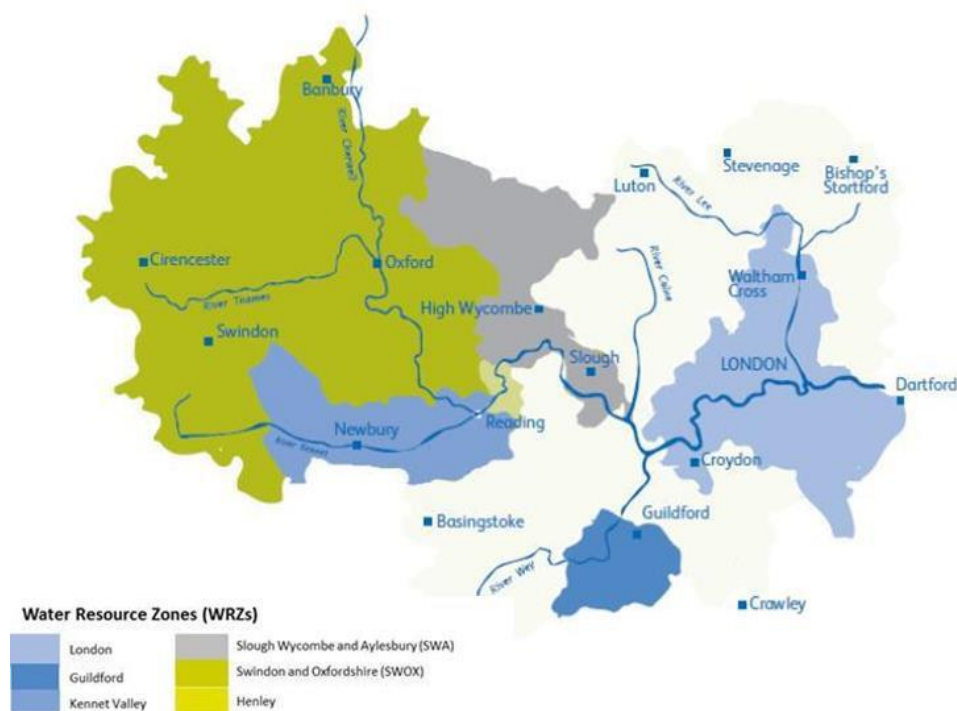 Banbury
River Cherwell
Stevenage
Bishop's
Stortford
Luton
River Lee
Cirencester
Oxford
River Colne
Waltham
Cross
River Thames
High Wycombe
Swindon
Slough
LONDON
Dartford
Reading
Newbury
River Kennet
Croydon
Basingstoke
Guildford
River Wey
Crawley
Water Resource Zones (WRZs)
London
Slough Wycombe and Aylesbury (SWA)
Guildford
Swindon and Oxfordshire (SWOX)
Kennet Valley
Henley